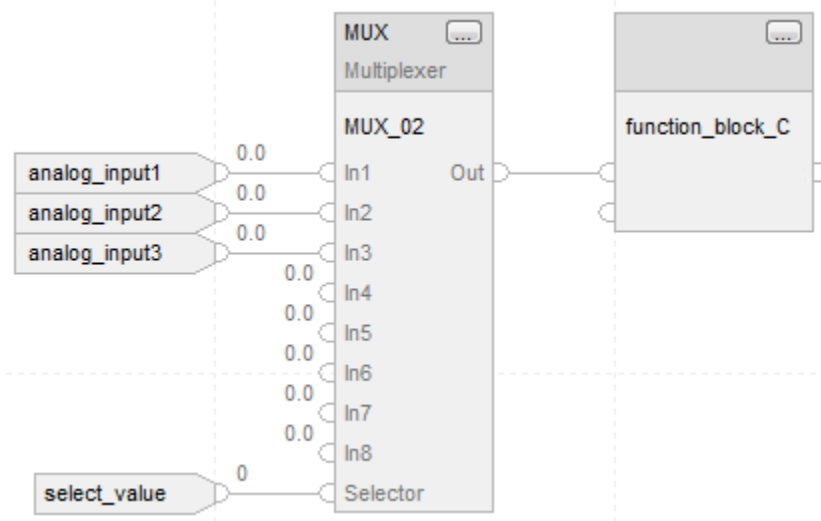 MUX ...
Multiplexer
...
MUX_02
function_block_C
analog_input1 0.0 In1 Out
analog_input2 0.0 In2
analog_input3 0.0 In3
0.0 In4
0.0 In5
0.0 In6
0.0 In7
0.0 In8
select_value 0 Selector